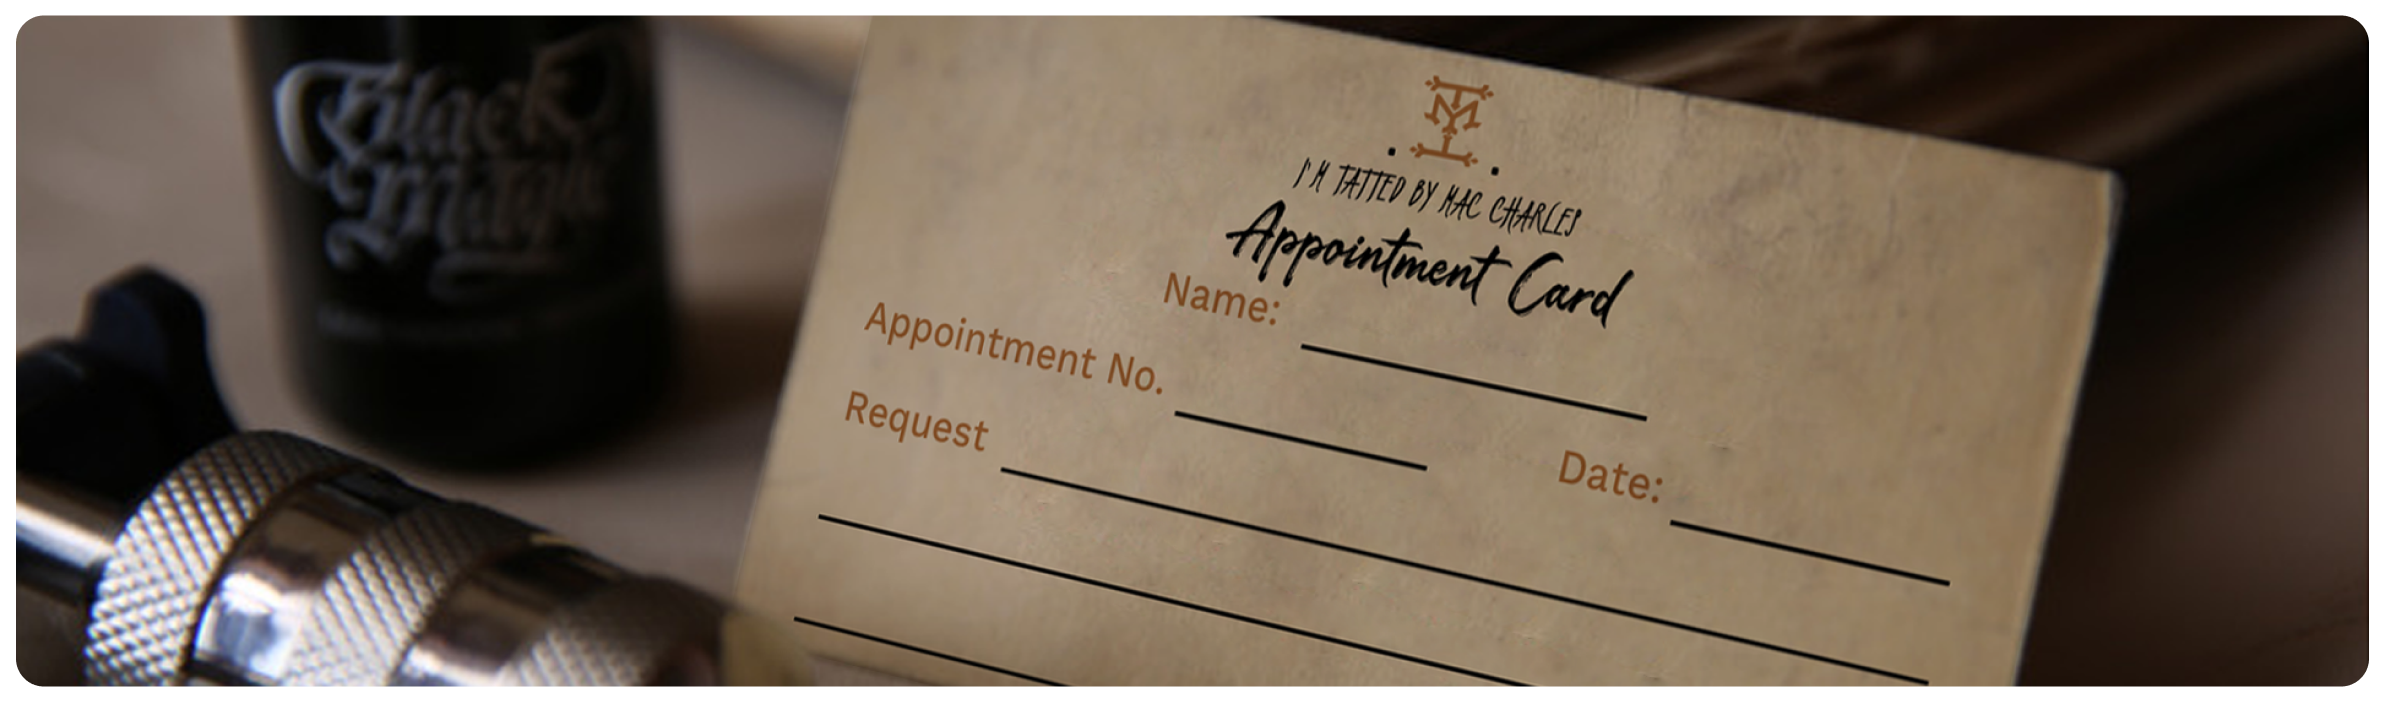 Black
Magic
I'M TATTED BY MAC CHARLES
Appointment Card
Name:
Appointment No.
Date:
Request